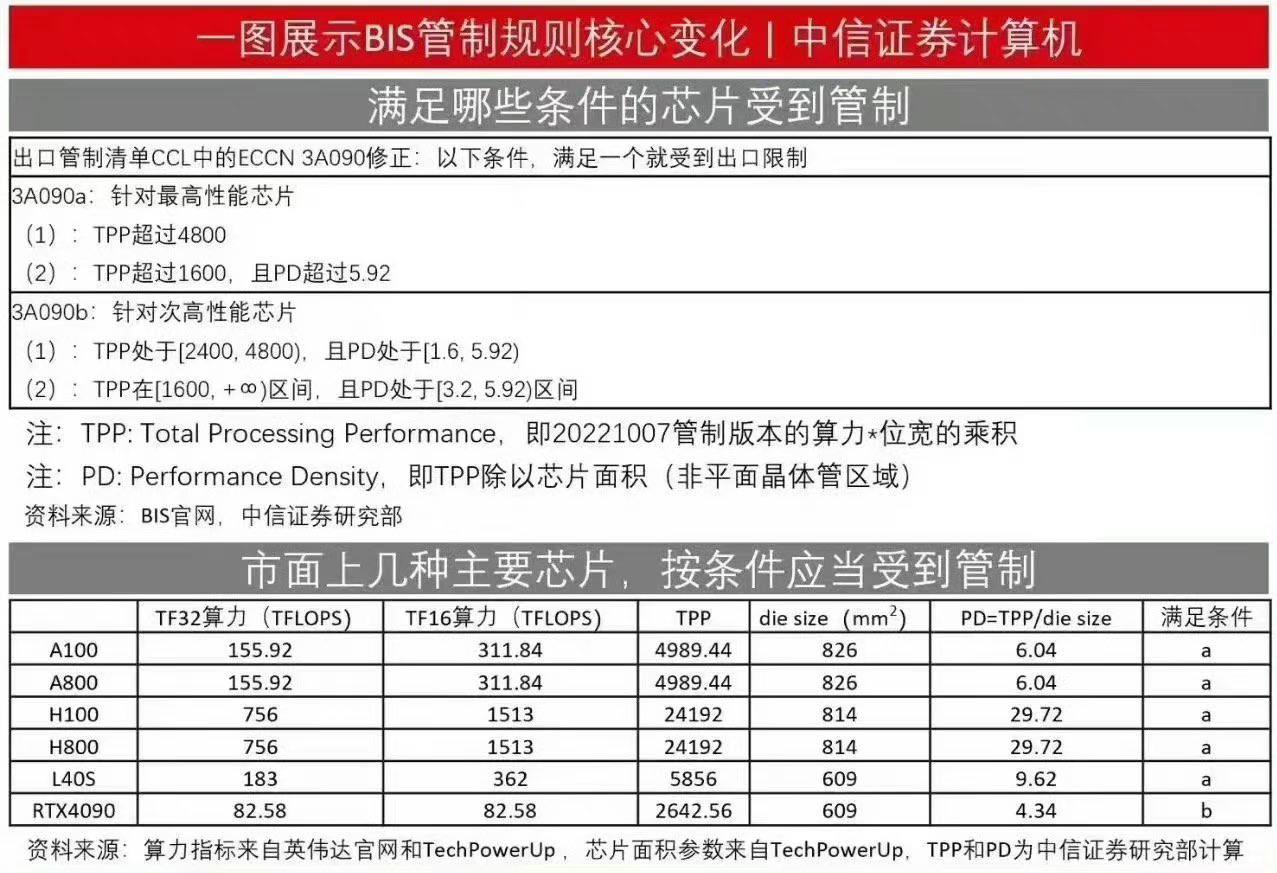 一图展示BIS管制规则核心变化丨中信证券计算机
满足哪些条件的芯片受到管制
出口管制清单CCL中的ECCN 3A090修正：以下条件，满足一个就受到出口限制
3A090a：针对最高性能芯片
（1）：TPP超过4800
（2）：TPP超过1600，且PD超过5.92
3A090b：针对次高性能芯片
（1）：TPP处于[2400, 4800)，且PD处于[1.6, 5.92)
（2）：TPP在[1600, +∞)区间，且PD处于[3.2, 5.92)区间
注：TPP: Total Processing Performance，即20221007管制版本的算力*位宽的乘积
注：PD: Performance Density，即TPP除以芯片面积（非平面晶体管区域）
资料来源：BIS官网，中信证券研究部
市面上几种主要芯片，按条件应当受到管制
TF32算力（TFLOPS） TF16算力（TFLOPS） TPP die size（mm²） PD=TPP/die size 满足条件
A100 155.92 311.84 4989.44 826 6.04 a
A800 155.92 311.84 4989.44 826 6.04 a
H100 756 1513 24192 814 29.72 a
H800 756 1513 24192 814 29.72 a
L40S 183 362 5856 609 9.62 a
RTX4090 82.58 82.58 2642.56 609 4.34 b
资料来源：算力指标来自英伟达官网和TechPowerUp，芯片面积参数来自TechPowerUp，TPP和PD为中信证券研究部计算